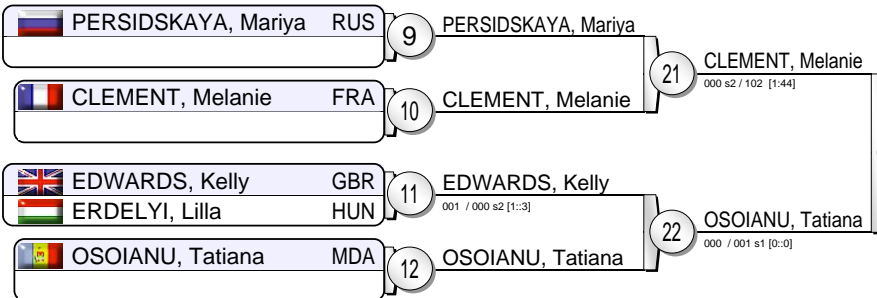 PERSIDSKAYA, Mariya RUS
9
PERSIDSKAYA, Mariya
21
CLEMENT, Melanie
000 s2 / 102 [1:44]
CLEMENT, Melanie FRA
10
CLEMENT, Melanie
EDWARDS, Kelly GBR
ERDELYI, Lilla HUN
11
EDWARDS, Kelly
001 / 000 s2 [1::3]
22
OSOIANU, Tatiana
000 / 001 s1 [0::0]
OSOIANU, Tatiana MDA
12
OSOIANU, Tatiana